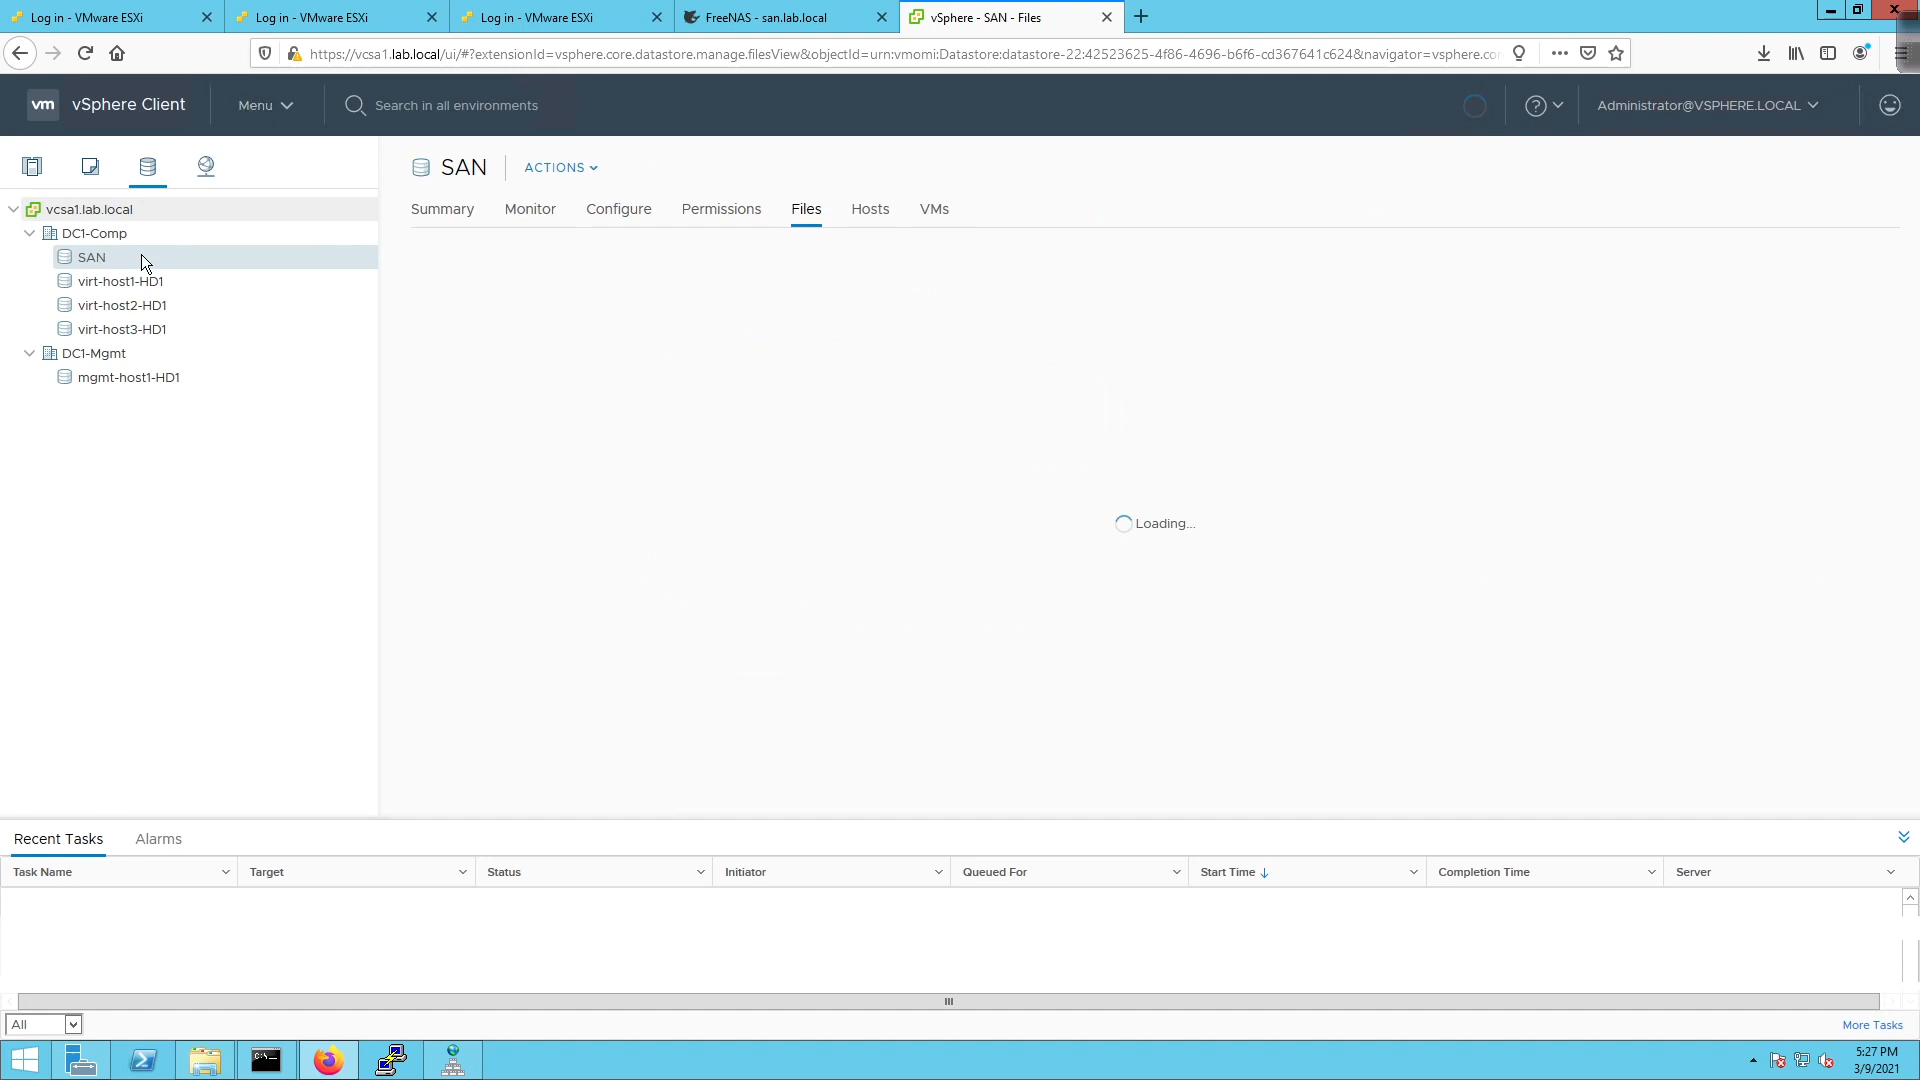 Log in - VMware ESXi
Log in - VMware ESXi
Log in - VMware ESXi
FreeNAS - san.lab.local
vSphere - SAN - Files
https://vcsa1.lab.local/ui/#?extensionId=vsphere.core.datastore.manage.filesView&objectId=urn:vmomi:Datastore:datastore-22:42523625-4f86-4696-b6f6-cd367641c624&navigator=vsphere.co
vm vSphere Client
Menu
Search in all environments
Administrator@VSPHERE.LOCAL
SAN
ACTIONS
Summary Monitor Configure Permissions Files Hosts VMs
vcsa1.lab.local
DC1-Comp
SAN
virt-host1-HD1
virt-host2-HD1
virt-host3-HD1
DC1-Mgmt
mgmt-host1-HD1
Loading...
Recent Tasks Alarms
Task Name Target Status Initiator Queued For Start Time Completion Time Server
All
More Tasks
C:\_
5:27 PM
3/9/2021